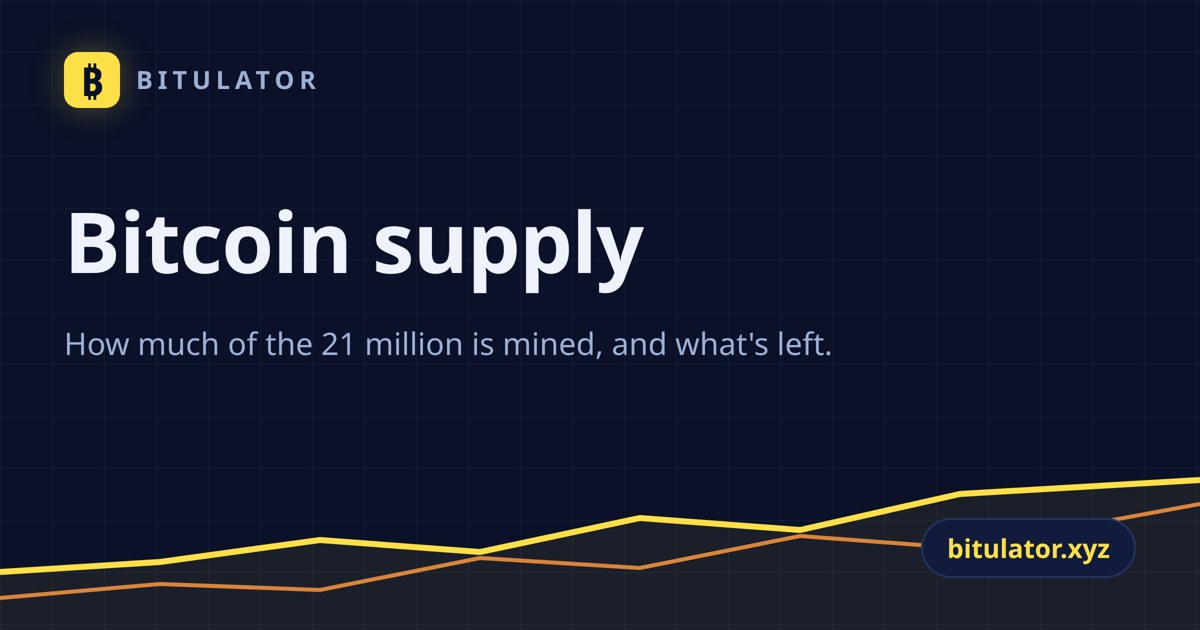 BITULATOR
Bitcoin supply
How much of the 21 million is mined, and what's left.
bitulator.xyz